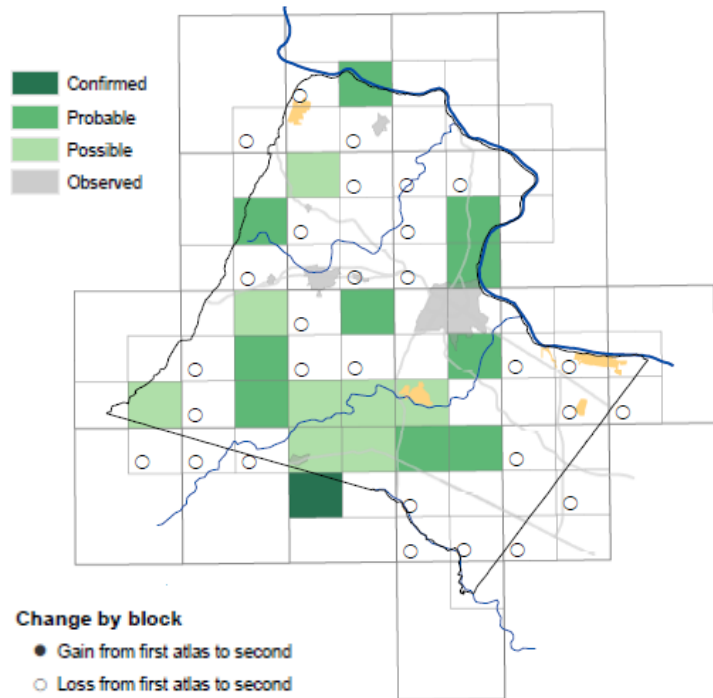 Confirmed
Probable
Possible
Observed
Change by block
Gain from first atlas to second
Loss from first atlas to second